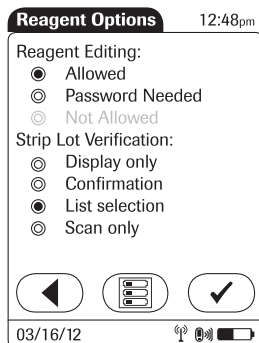 Reagent Options 12:48pm
Reagent Editing:
Allowed
Password Needed
Not Allowed
Strip Lot Verification:
Display only
Confirmation
List selection
Scan only
03/16/12